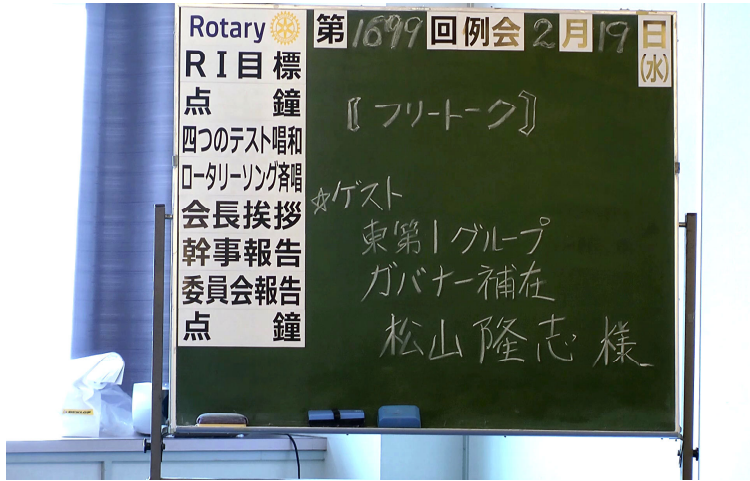 Rotary
第1699回例会2月19日
(水)
RI目標
点鐘
四つのテスト唱和
ロータリーソング斉唱
会長挨拶
幹事報告
委員会報告
点鐘
〖フリートーク〗
☆ゲスト
東第1グループ
ガバナー補在
松山隆志様